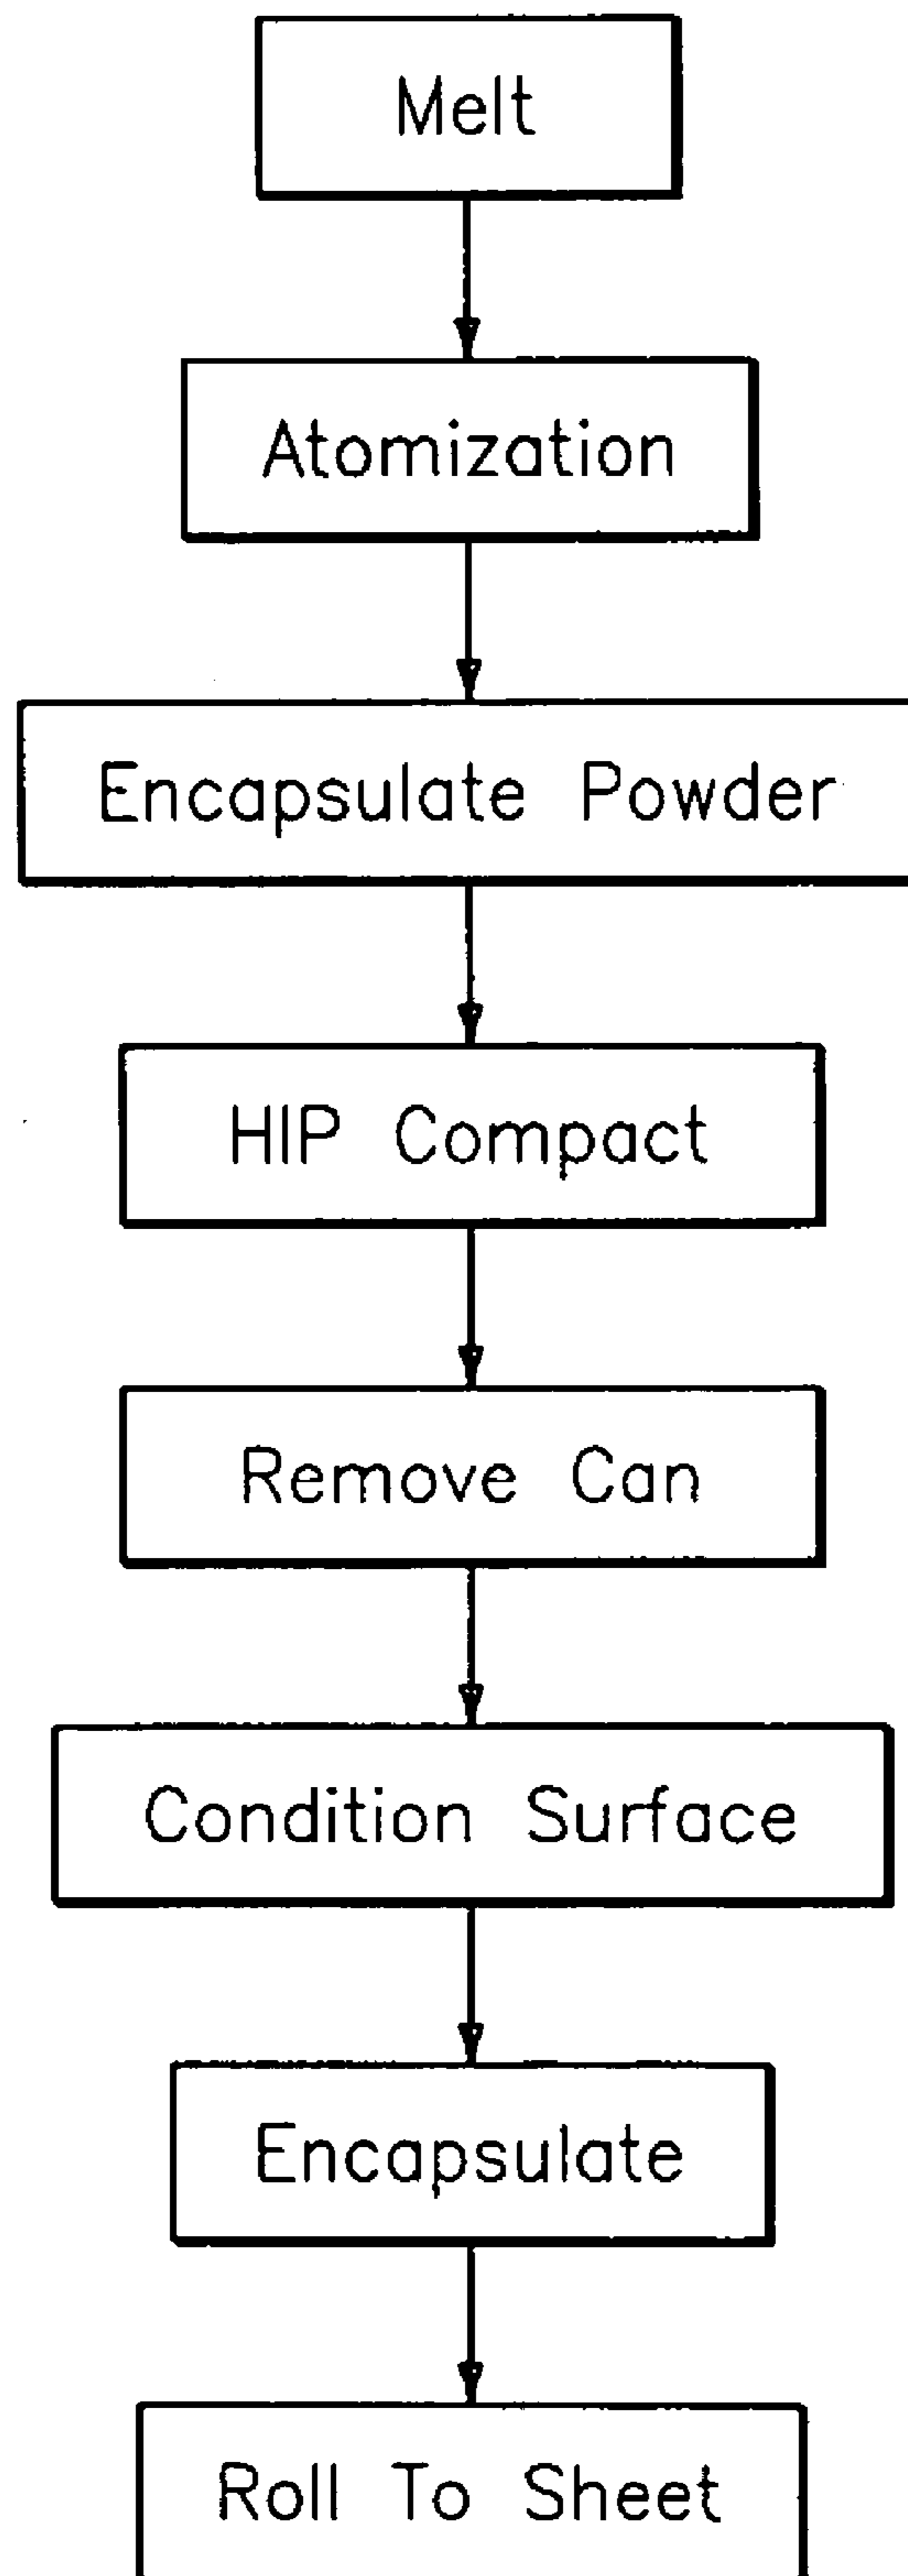 Melt
Atomization
Encapsulate Powder
HIP Compact
Remove Can
Condition Surface
Encapsulate
Roll To Sheet